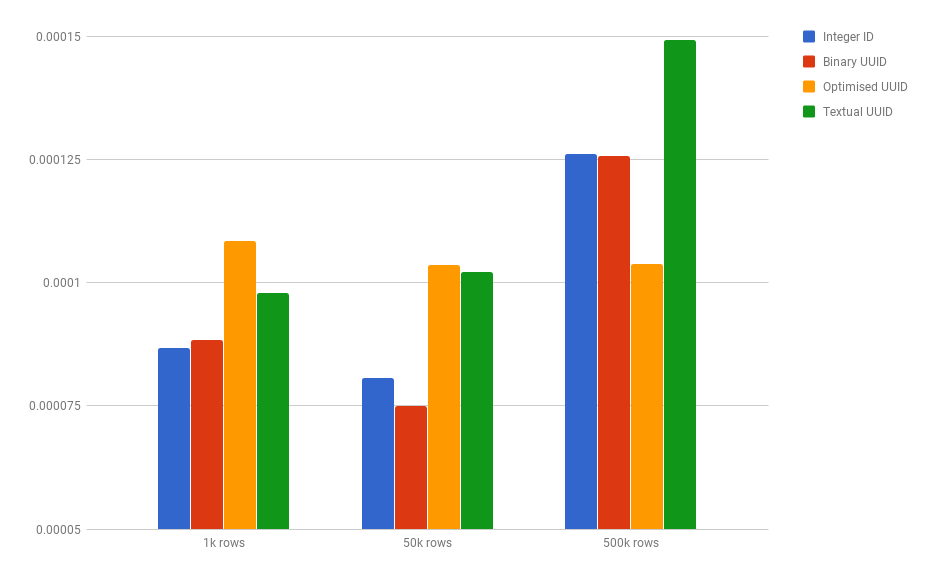 0.00015
0.000125
0.0001
0.000075
0.00005
1k rows
50k rows
500k rows
Integer ID
Binary UUID
Optimised UUID
Textual UUID